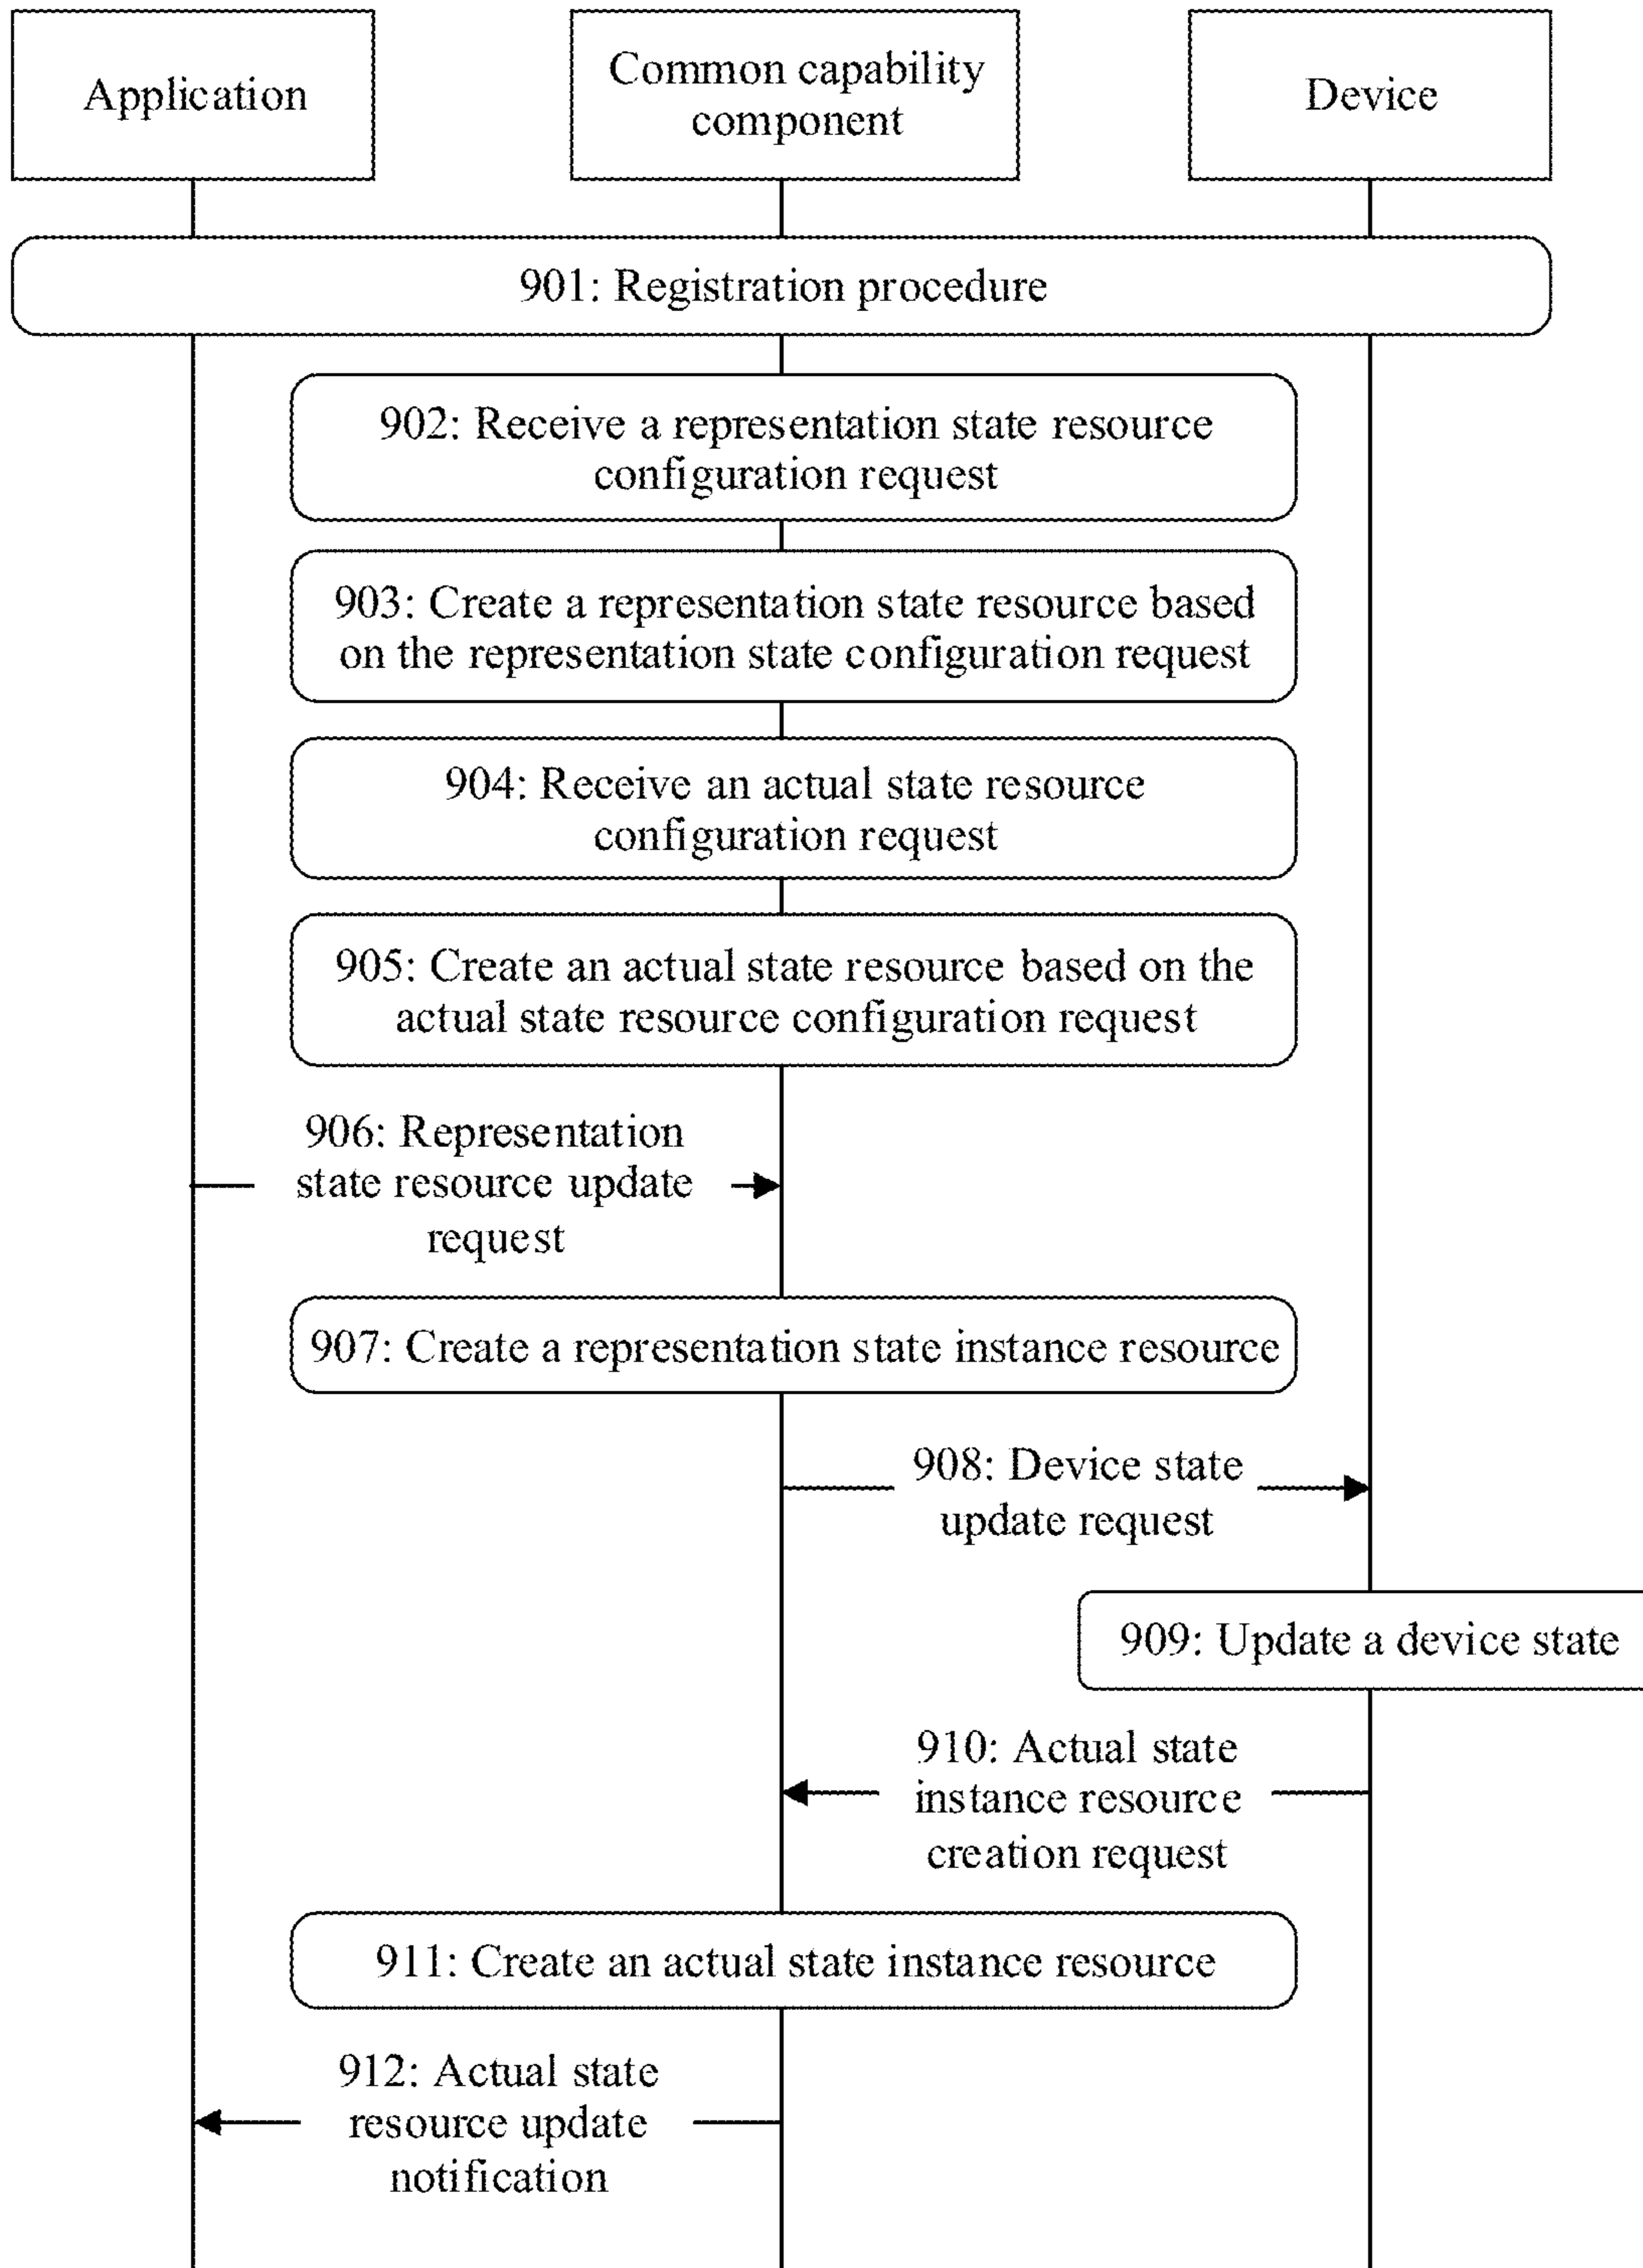 Application
Common capability
component
Device
901: Registration procedure
902: Receive a representation state resource
configuration request
903: Create a representation state resource based
on the representation state configuration request
904: Receive an actual state resource
configuration request
905: Create an actual state resource based on the
actual state resource configuration request
906: Representation
state resource update
request
907: Create a representation state instance resource
908: Device state
update request
909: Update a device state
910: Actual state
instance resource
creation request
911: Create an actual state instance resource
912: Actual state
resource update
notification